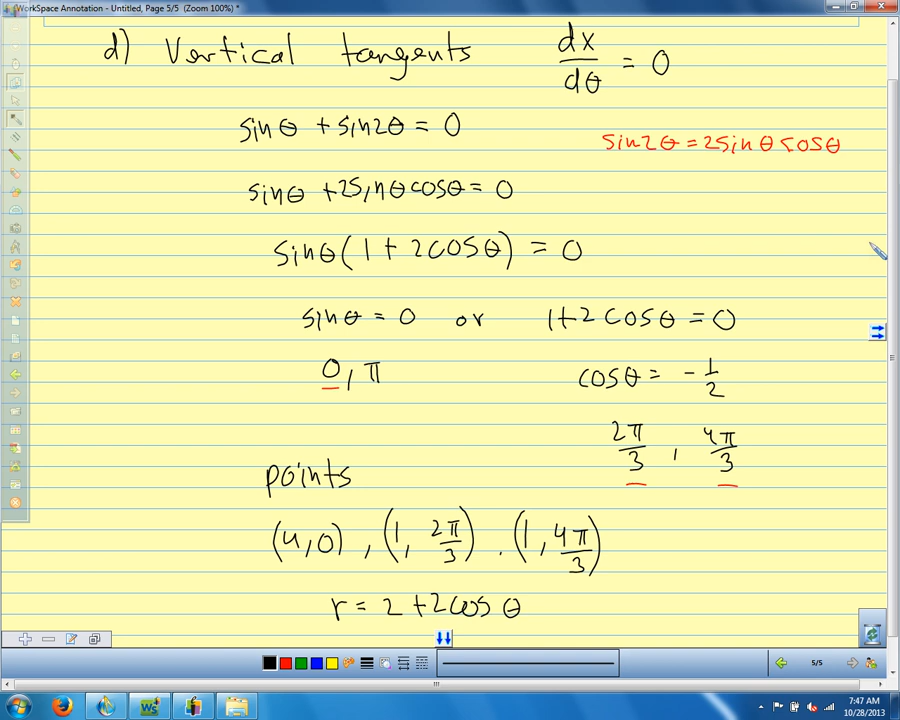 WorkSpace Annotation - Untitled, Page 5/5 (Zoom 100%) *
d) Vertical tangents dx/dθ = 0
sinθ + sin2θ = 0
sin2θ = 2sinθcosθ
sinθ + 2sinθcosθ = 0
sinθ(1 + 2cosθ) = 0
sinθ = 0 or 1+2cosθ = 0
0, π cosθ = -1/2
2π/3, 4π/3
points
(4,0), (1, 2π/3). (1, 4π/3)
r = 2 + 2cosθ
5/5
7:47 AM
10/28/2013